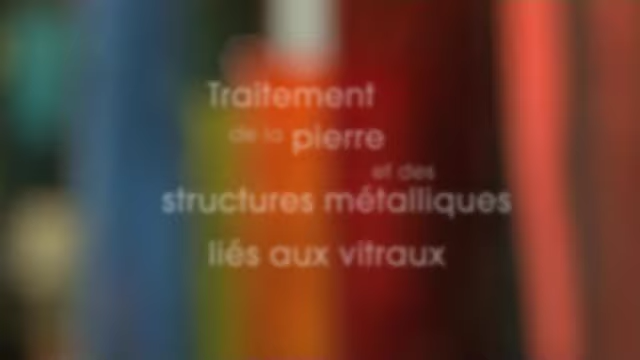 Traitement
de la pierre
et des
structures métalliques
liés aux vitraux